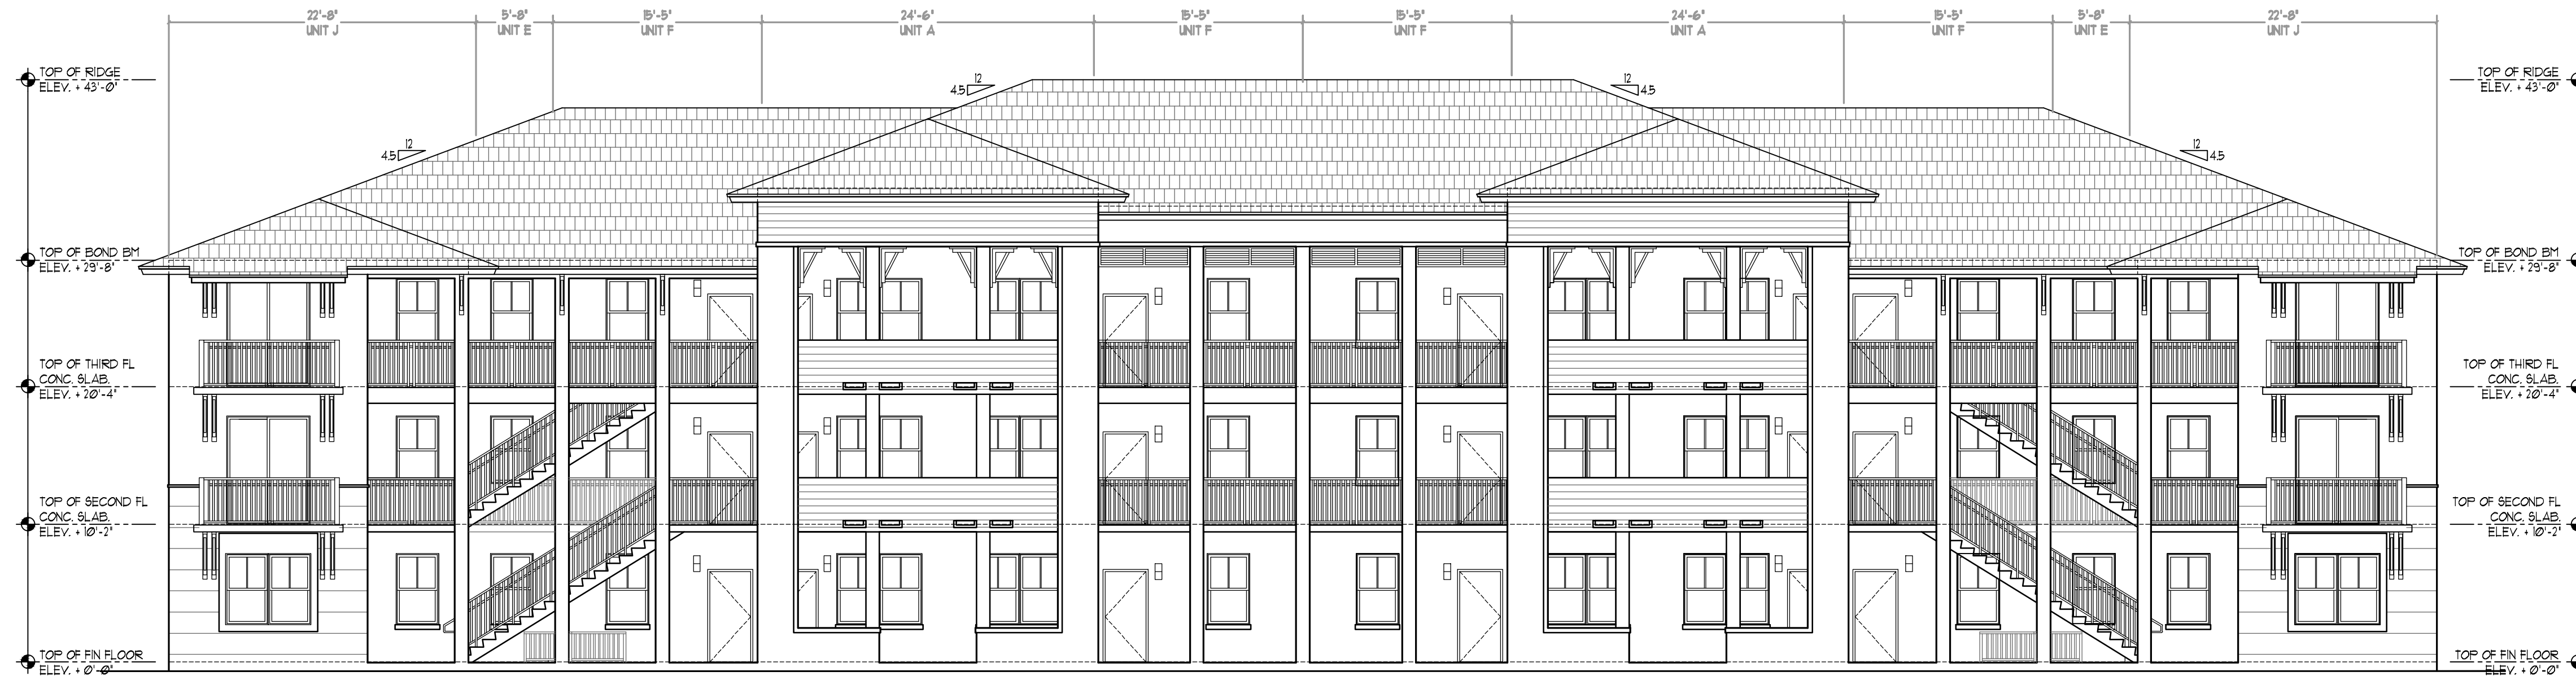 22'-8" 5'-8" 15'-5" 24'-6" 15'-5" 15'-5" 24'-6" 15'-5" 5'-8" 22'-8"
UNIT J UNIT E UNIT F UNIT A UNIT F UNIT F UNIT A UNIT F UNIT E UNIT J
TOP OF RIDGE
ELEV. + 43'-0"
12
4.5
12
4.5
TOP OF RIDGE
ELEV. + 43'-0"
12
4.5
12
4.5
TOP OF BOND BM
ELEV. + 29'-8"
TOP OF BOND BM
ELEV. + 29'-8"
TOP OF THIRD FL
CONC. SLAB.
ELEV. + 20'-4"
TOP OF THIRD FL
CONC. SLAB.
ELEV. + 20'-4"
TOP OF SECOND FL
CONC. SLAB.
ELEV. + 10'-2"
TOP OF SECOND FL
CONC. SLAB.
ELEV. + 10'-2"
TOP OF FIN FLOOR
ELEV. + 0'-0"
TOP OF FIN FLOOR
ELEV. + 0'-0"